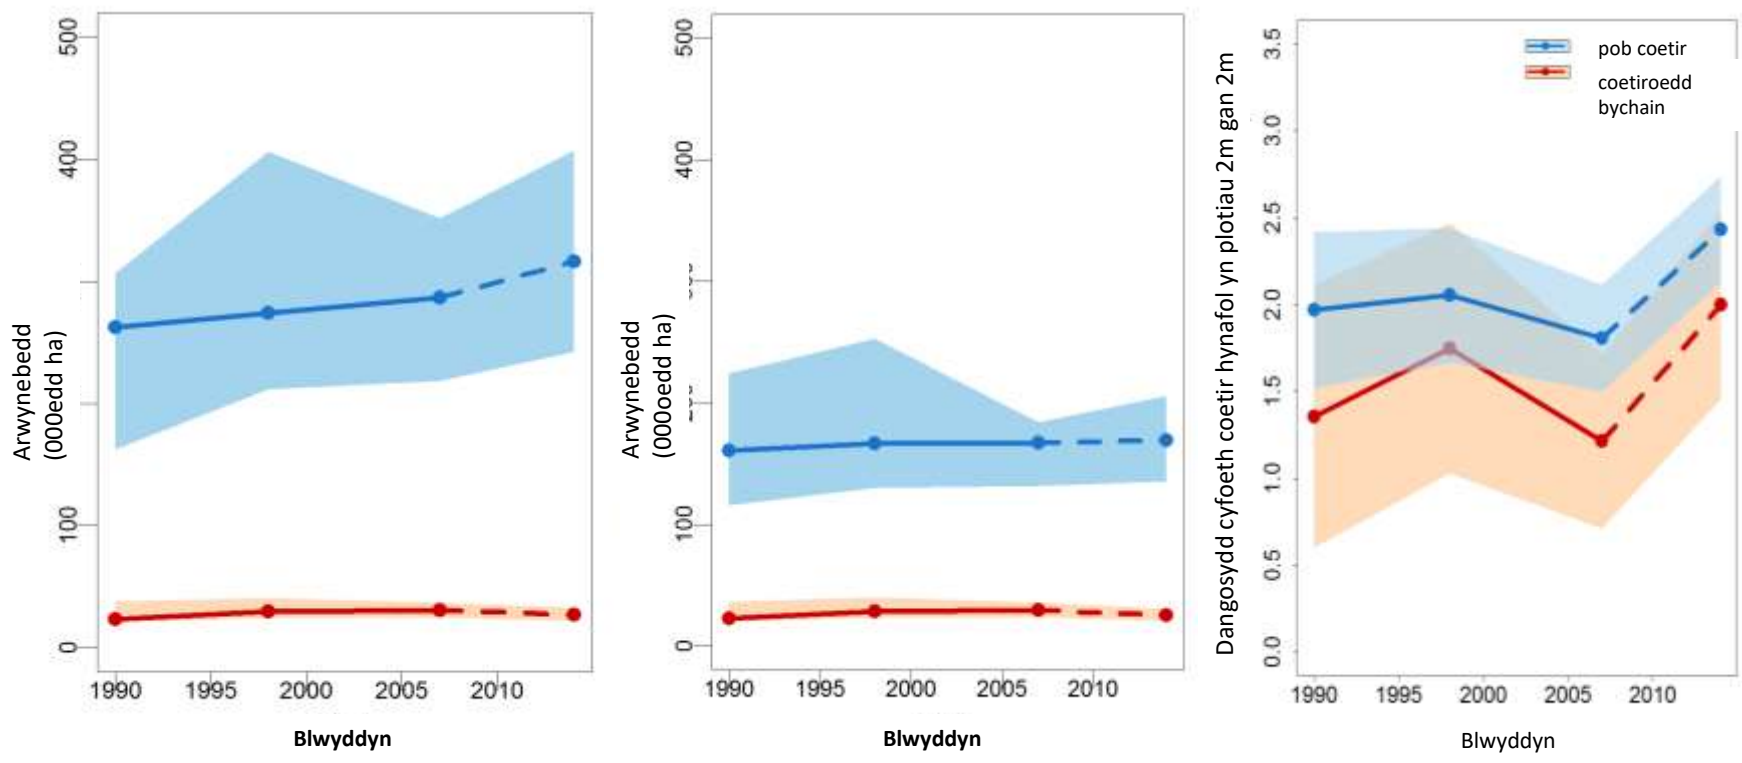 500
400
100
0
Arwynebedd
(000edd ha)
1990 1995 2000 2005 2010
Blwyddyn
500
400
100
0
Arwynebedd
(000oedd ha)
1990 1995 2000 2005 2010
Blwyddyn
Dangosydd cyfoeth coetir hynafol yn plotiau 2m gan 2m
3.5
3.0
2.5
2.0
1.5
1.0
0.5
0.0
pob coetir
coetiroedd
bychain
1990 1995 2000 2005 2010
Blwyddyn